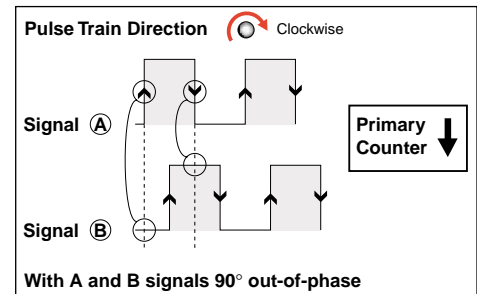 Pulse Train Direction Clockwise
Signal A
Primary
Counter
Signal B
With A and B signals 90° out-of-phase